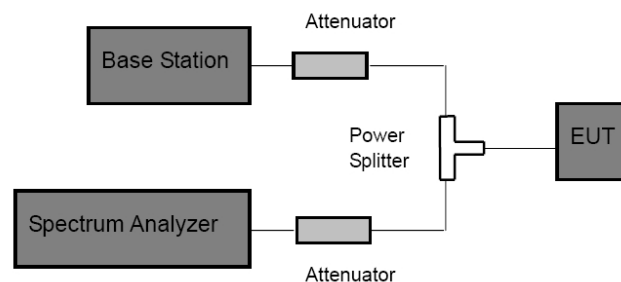 Attenuator
Base Station
Power
Splitter
EUT
Spectrum Analyzer
Attenuator